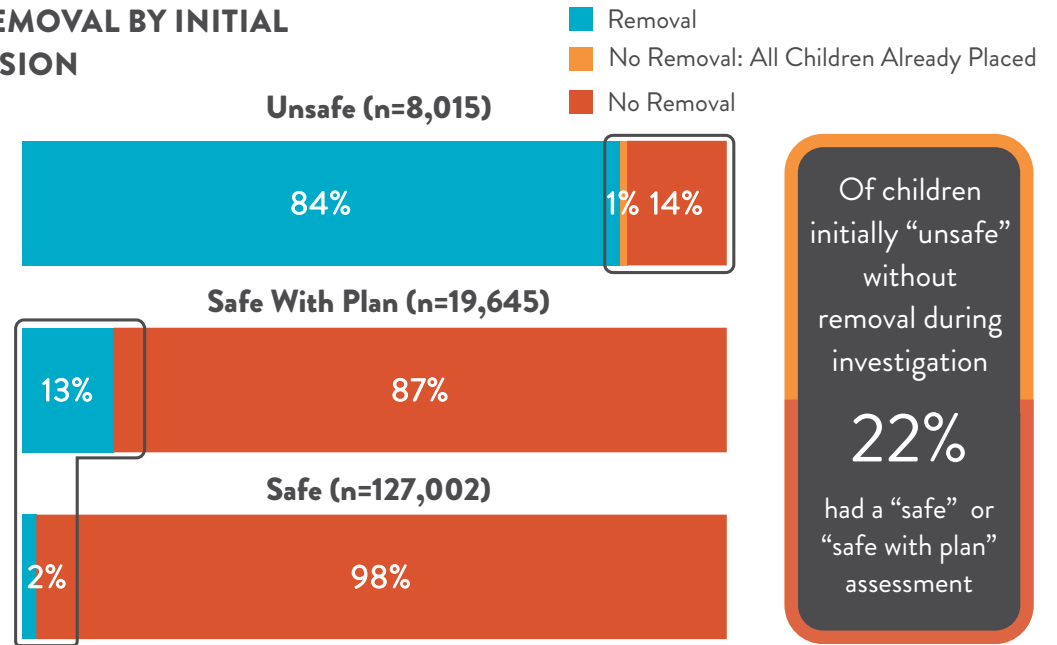 EMOVAL BY INITIAL
SION
Removal
No Removal: All Children Already Placed
No Removal
Unsafe (n=8,015)
84%
1% 14%
Safe With Plan (n=19,645)
13%
87%
Safe (n=127,002)
2%
98%
Of children
initially “unsafe”
without
removal during
investigation
22%
had a “safe” or
“safe with plan”
assessment